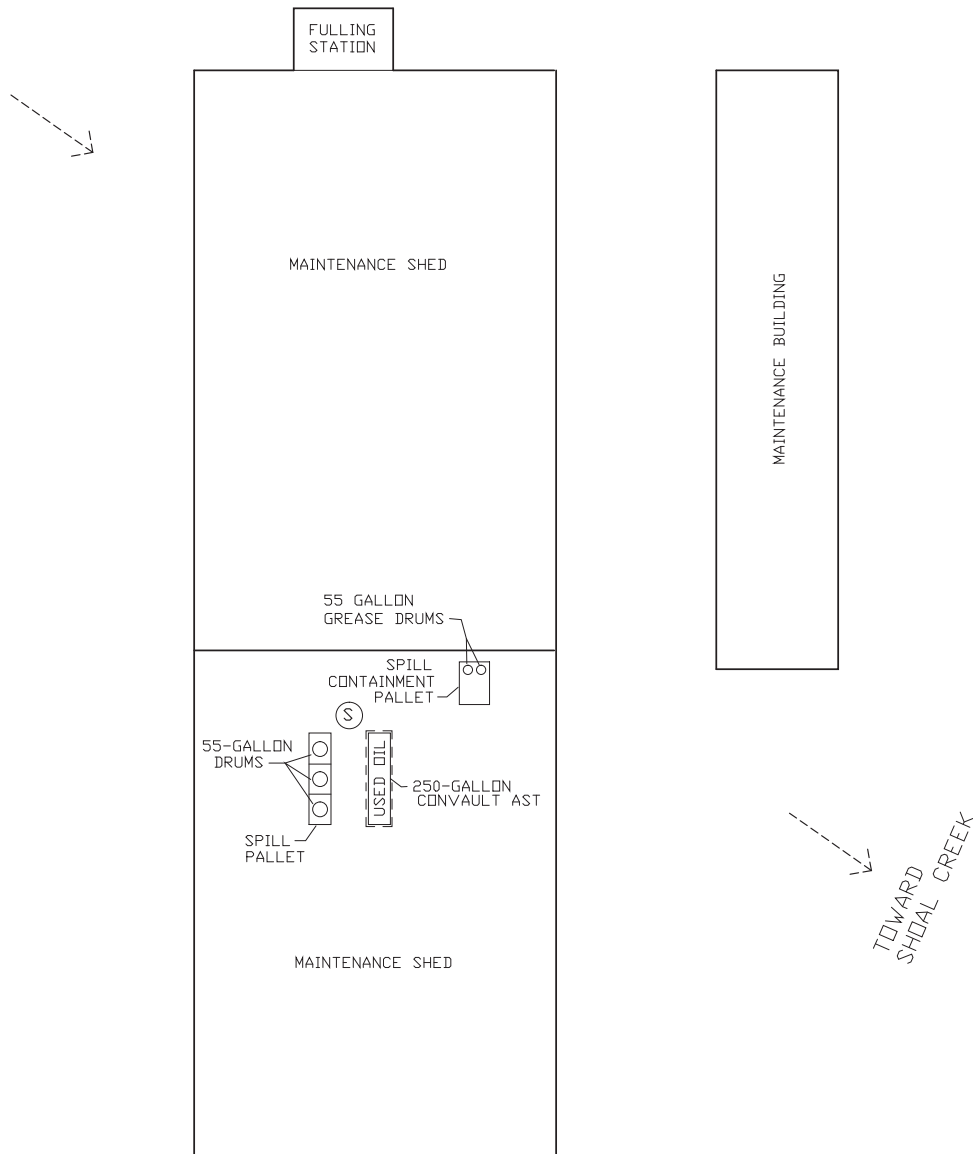 FULLING
STATION
MAINTENANCE SHED
MAINTENANCE BUILDING
55 GALLON
GREASE DRUMS
SPILL
CONTAINMENT
PALLET
S
55-GALLON
DRUMS
USED OIL
250-GALLON
CONVAULT AST
SPILL
PALLET
TOWARD
SHOAL CREEK
MAINTENANCE SHED